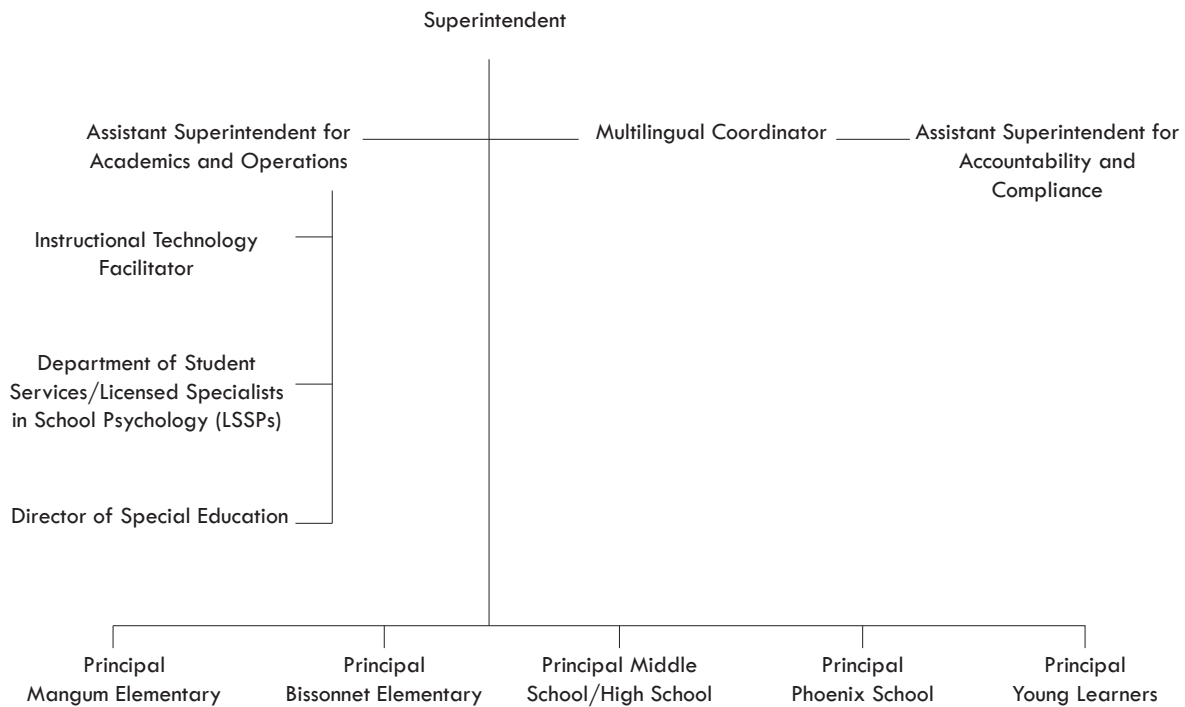 Superintendent
Assistant Superintendent for
Academics and Operations
Multilingual Coordinator
Assistant Superintendent for
Accountability and
Compliance
Instructional Technology
Facilitator
Department of Student
Services/Licensed Specialists
in School Psychology (LSSPs)
Director of Special Education
Principal
Mangum Elementary
Principal
Bissonnet Elementary
Principal Middle
School/High School
Principal
Phoenix School
Principal
Young Learners